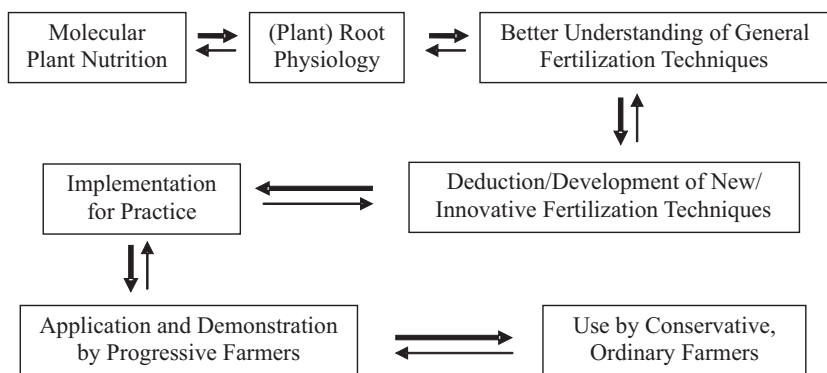 Molecular
Plant Nutrition
(Plant) Root
Physiology
Better Understanding of General
Fertilization Techniques
Deduction/Development of New/
Innovative Fertilization Techniques
Implementation
for Practice
Application and Demonstration
by Progressive Farmers
Use by Conservative,
Ordinary Farmers